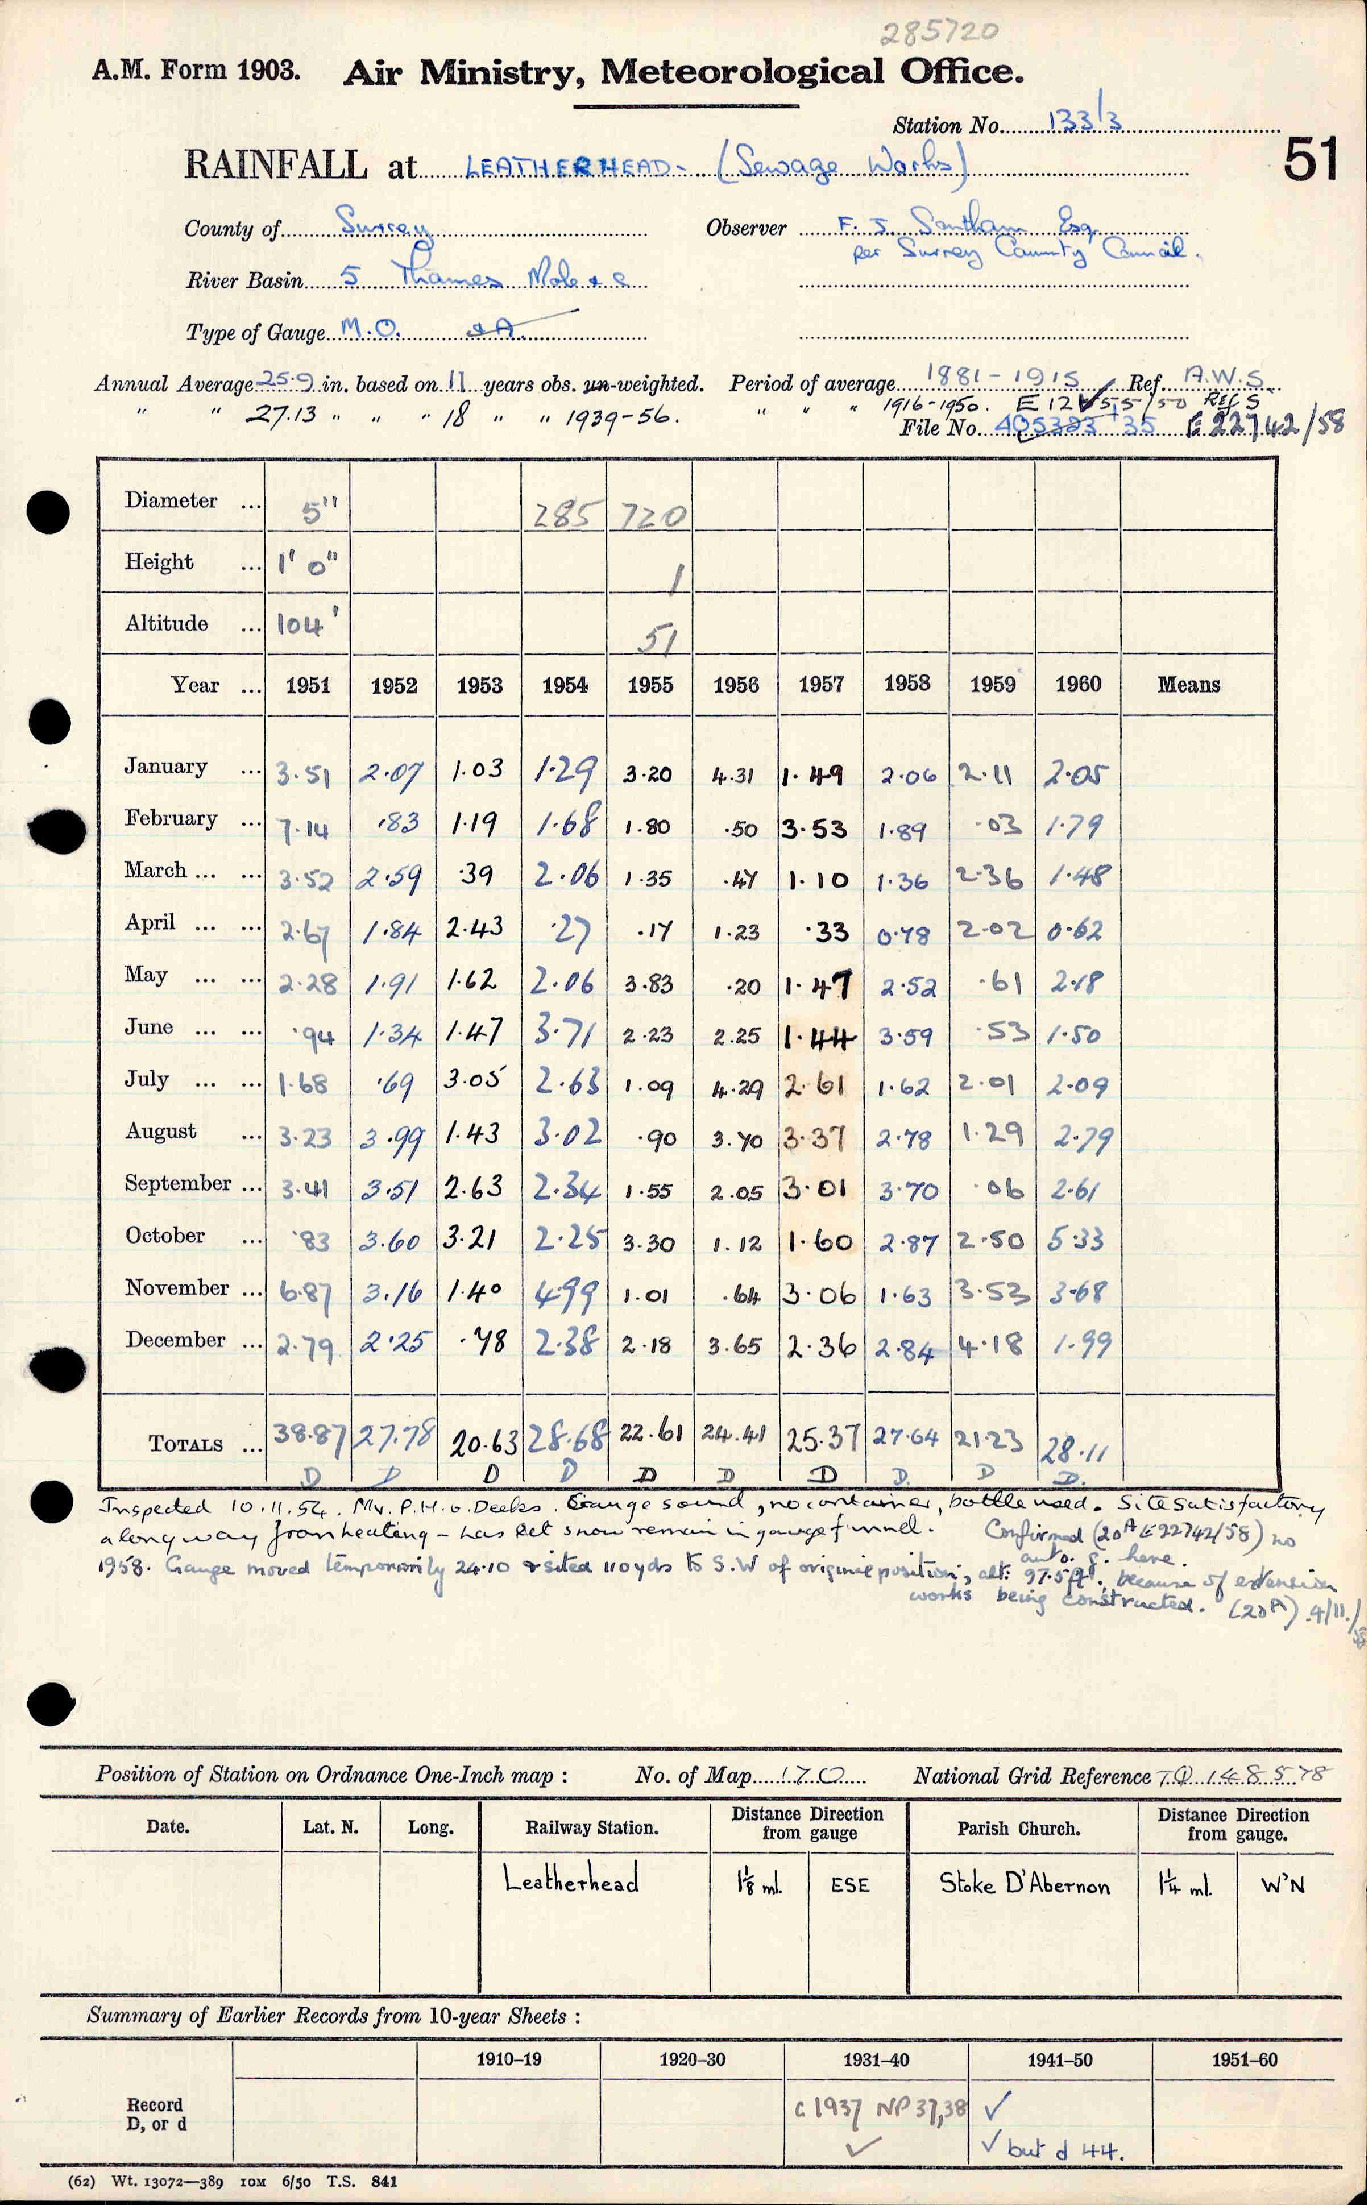 285720
A.M. Form 1903. Air Ministry, Meteorological Office.
Station No. 133/3
51
RAINFALL at LEATHERHEAD - (Sewage Works)
County of Surrey Observer F. J. Santham Esq
per Surrey County Council.
River Basin 5 Thames Mole & c
Type of Gauge M.O. & A.
Annual Average 25.9 in. based on 11 years obs. un-weighted. Period of average 1881-1915 Ref. A.W.S.
" " 27.13 " " " 18 " " 1939-56. " " " 1916-1950. E 12 55/50 Ref S
File No. 405383/35 E 22742/58
Diameter ... 5" 285 720
Height ... 1' 0" 1
Altitude ... 104' 51
Year ... 1951 1952 1953 1954 1955 1956 1957 1958 1959 1960 Means
January ... 3.51 2.07 1.03 1.29 3.20 4.31 1.49 2.06 2.11 2.05
February ... 7.14 .83 1.19 1.68 1.80 .50 3.53 1.89 .03 1.79
March ... ... 3.52 2.59 .39 2.06 1.35 .47 1.10 1.36 2.36 1.48
April ... ... 2.67 1.84 2.43 .27 .17 1.23 .33 0.78 2.02 0.62
May ... ... 2.28 1.91 1.62 2.06 3.83 .20 1.47 2.52 .61 2.18
June ... ... .94 1.34 1.47 3.71 2.23 2.25 1.44 3.59 .53 1.50
July ... ... 1.68 .69 3.05 2.63 1.09 4.29 2.61 1.62 2.01 2.09
August ... 3.23 3.99 1.43 3.02 .90 3.70 3.37 2.78 1.29 2.79
September ... 3.41 3.51 2.63 2.34 1.55 2.05 3.01 3.70 .06 2.61
October ... .83 3.60 3.21 2.25 3.30 1.12 1.60 2.87 2.50 5.33
November ... 6.87 3.16 1.40 4.99 1.01 .64 3.06 1.63 3.53 3.68
December ... 2.79 2.25 .78 2.38 2.18 3.65 2.36 2.84 4.18 1.99
TOTALS ... 38.87 27.78 20.63 28.68 22.61 24.41 25.37 27.64 21.23 28.11
D D D D D D D D. D D.
Inspected 10.11.54. Mr. P.H.o. Deeks. Gauge sound, no container, bottle used. Site satisfactory
a long way from heating - has let snow remain in gauge funnel. Confirmed (20A E22742/58) no
auto. g. here.
1958. Gauge moved temporarily 24.10 & sited 110 yds to S.W of original position, alt: 97.5ft. because of extension
works being constructed. (20A) 4/11/58
Position of Station on Ordnance One-Inch map : No. of Map 170 National Grid Reference TQ 148578
Date. Lat. N. Long. Railway Station. Distance Direction from gauge Parish Church. Distance Direction from gauge.
Leatherhead 1⅛ ml. ESE Stoke D'Abernon 1¼ ml. W'N
Summary of Earlier Records from 10-year Sheets :
1910–19 1920–30 1931–40 1941–50 1951–60
Record c 1937 NP 37,38 ✓
D, or d ✓ ✓ but d 44.
(62) Wt. 13072—389 10M 6/50 T.S. 841